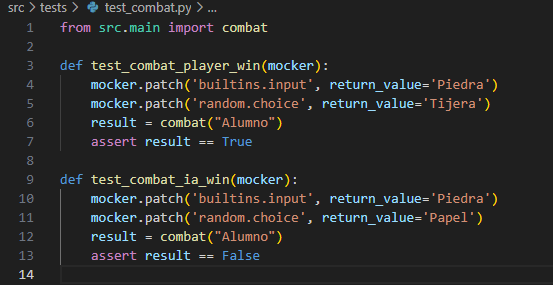 src > tests > test_combat.py > ...
1 from src.main import combat
2
3 def test_combat_player_win(mocker):
4     mocker.patch('builtins.input', return_value='Piedra')
5     mocker.patch('random.choice', return_value='Tijera')
6     result = combat("Alumno")
7     assert result == True
8
9 def test_combat_ia_win(mocker):
10     mocker.patch('builtins.input', return_value='Piedra')
11     mocker.patch('random.choice', return_value='Papel')
12     result = combat("Alumno")
13     assert result == False
14